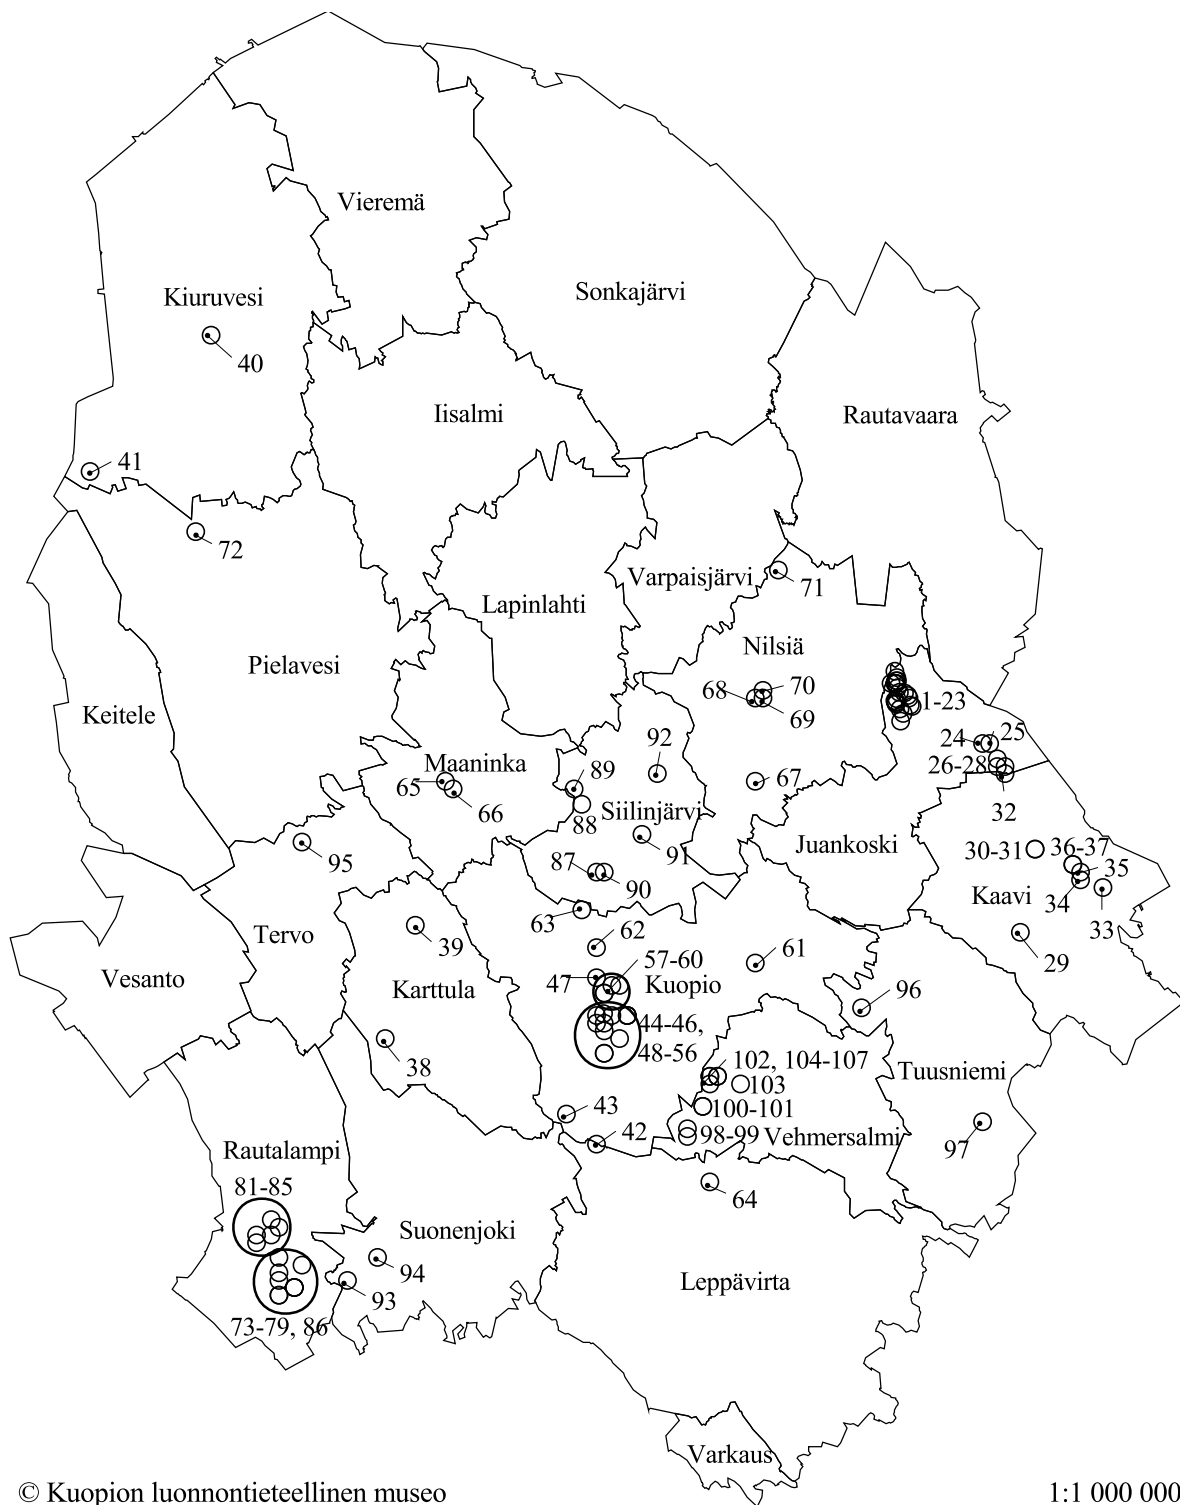 Vieremä
Kiuruvesi
Sonkajärvi
40
Iisalmi
Rautavaara
41
72
Varpaisjärvi
71
Lapinlahti
Nilsiä
Pielavesi
68
70
69
1-23
Keitele
24
25
Maaninka
92
26-28
65
66
89
67
88
Siilinjärvi
32
95
91
Juankoski
30-31
36-37
87
90
35
34
Kaavi
63
33
39
62
Tervo
29
57-60
61
Vesanto
47
Kuopio
Karttula
96
44-46,
48-56
38
102, 104-107
Tuusniemi
103
43
100-101
42
98-99
Vehmersalmi
97
Rautalampi
81-85
64
Suonenjoki
94
Leppävirta
93
73-79, 86
Varkaus
© Kuopion luonnontieteellinen museo
1:1 000 000